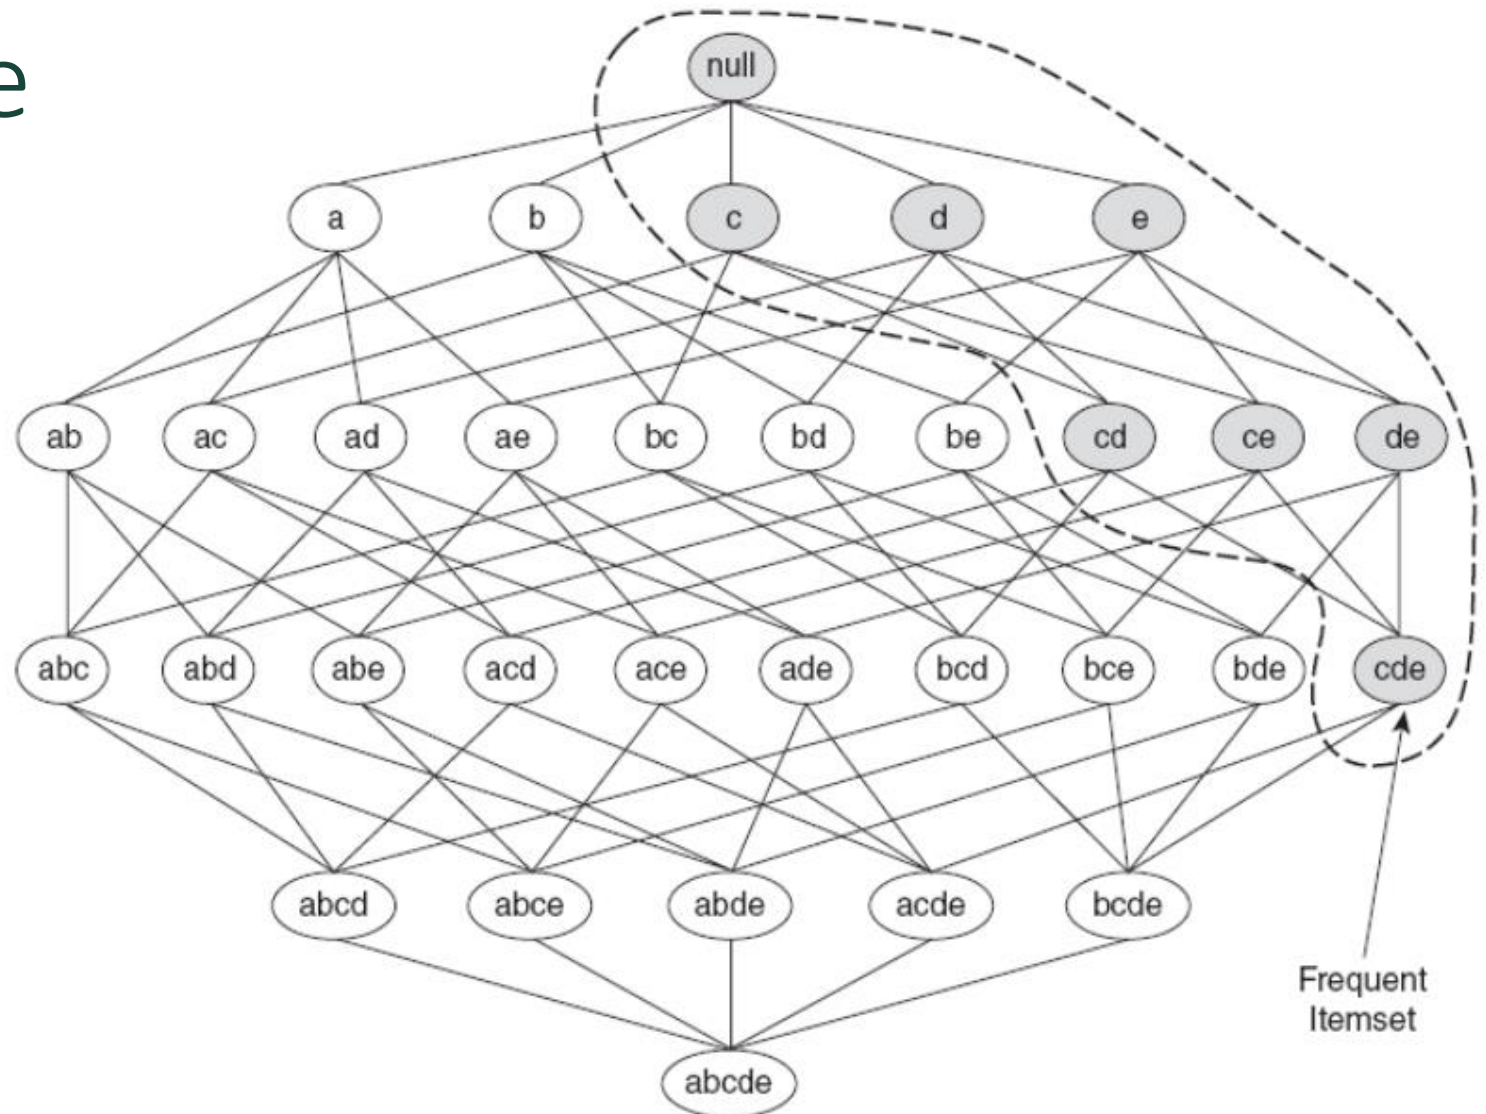 e
null
a b c d e
ab ac ad ae bc bd be cd ce de
abc abd abe acd ace ade bcd bce bde cde
abcd abce abde acde bcde
Frequent
Itemset
abcde